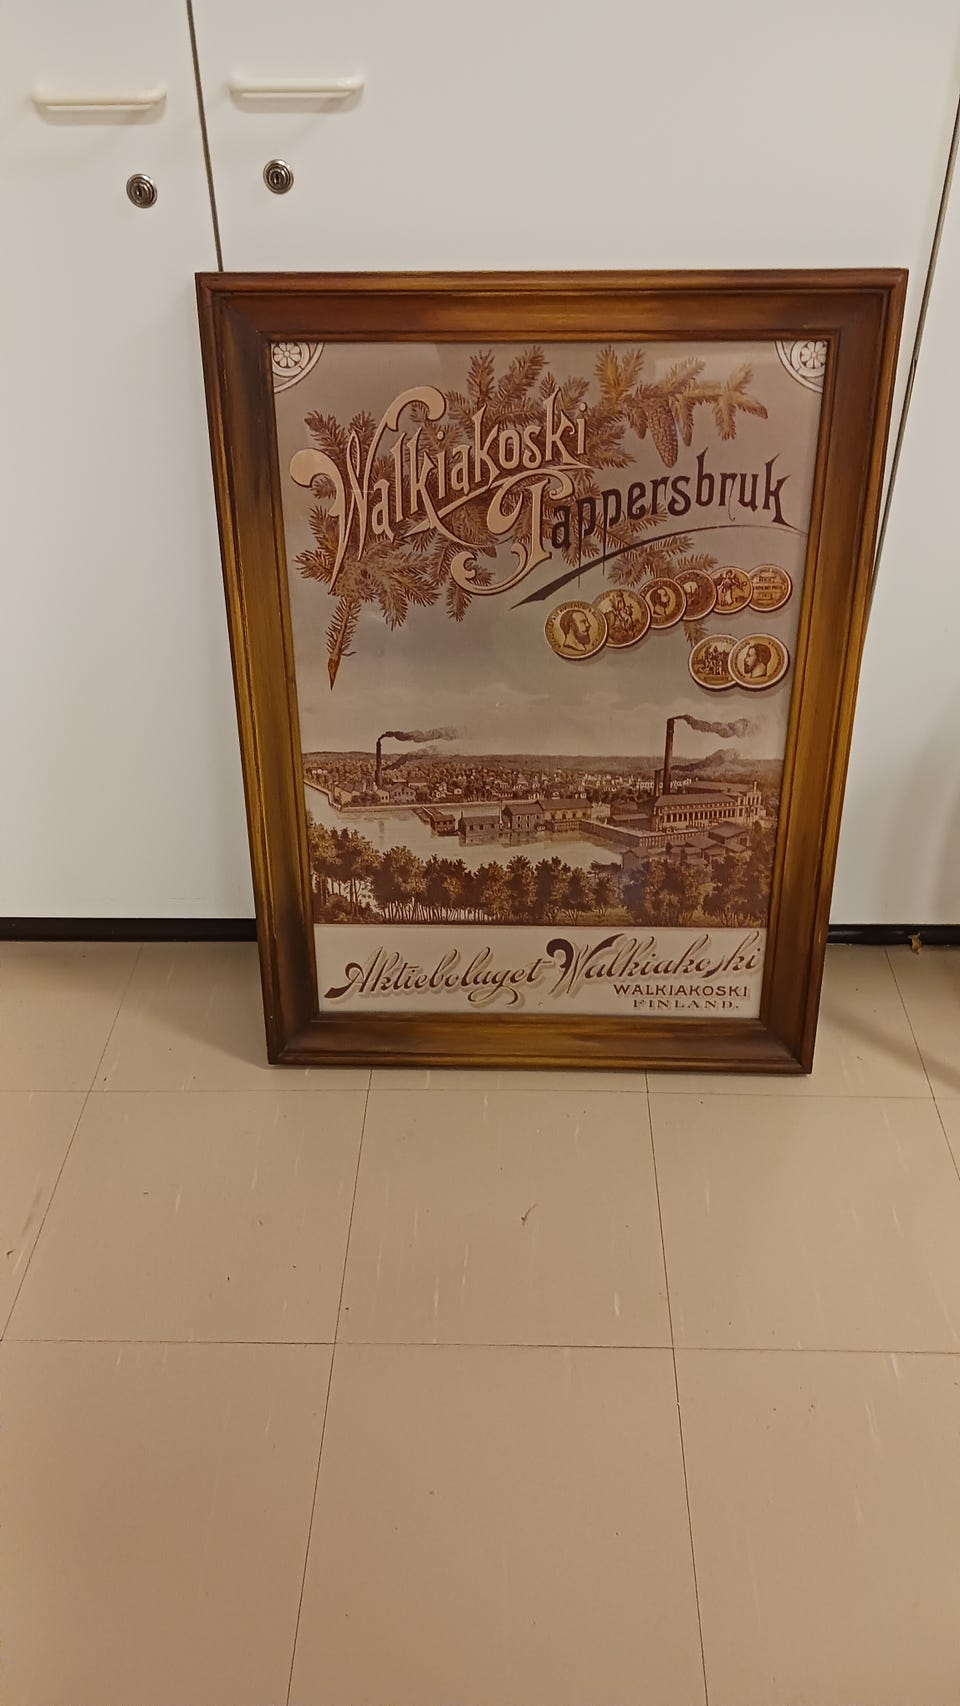 Walkiakoski
Pappersbruk
Aktiebolaget Walkiakoski
WALKIAKOSKI
FINLAND.